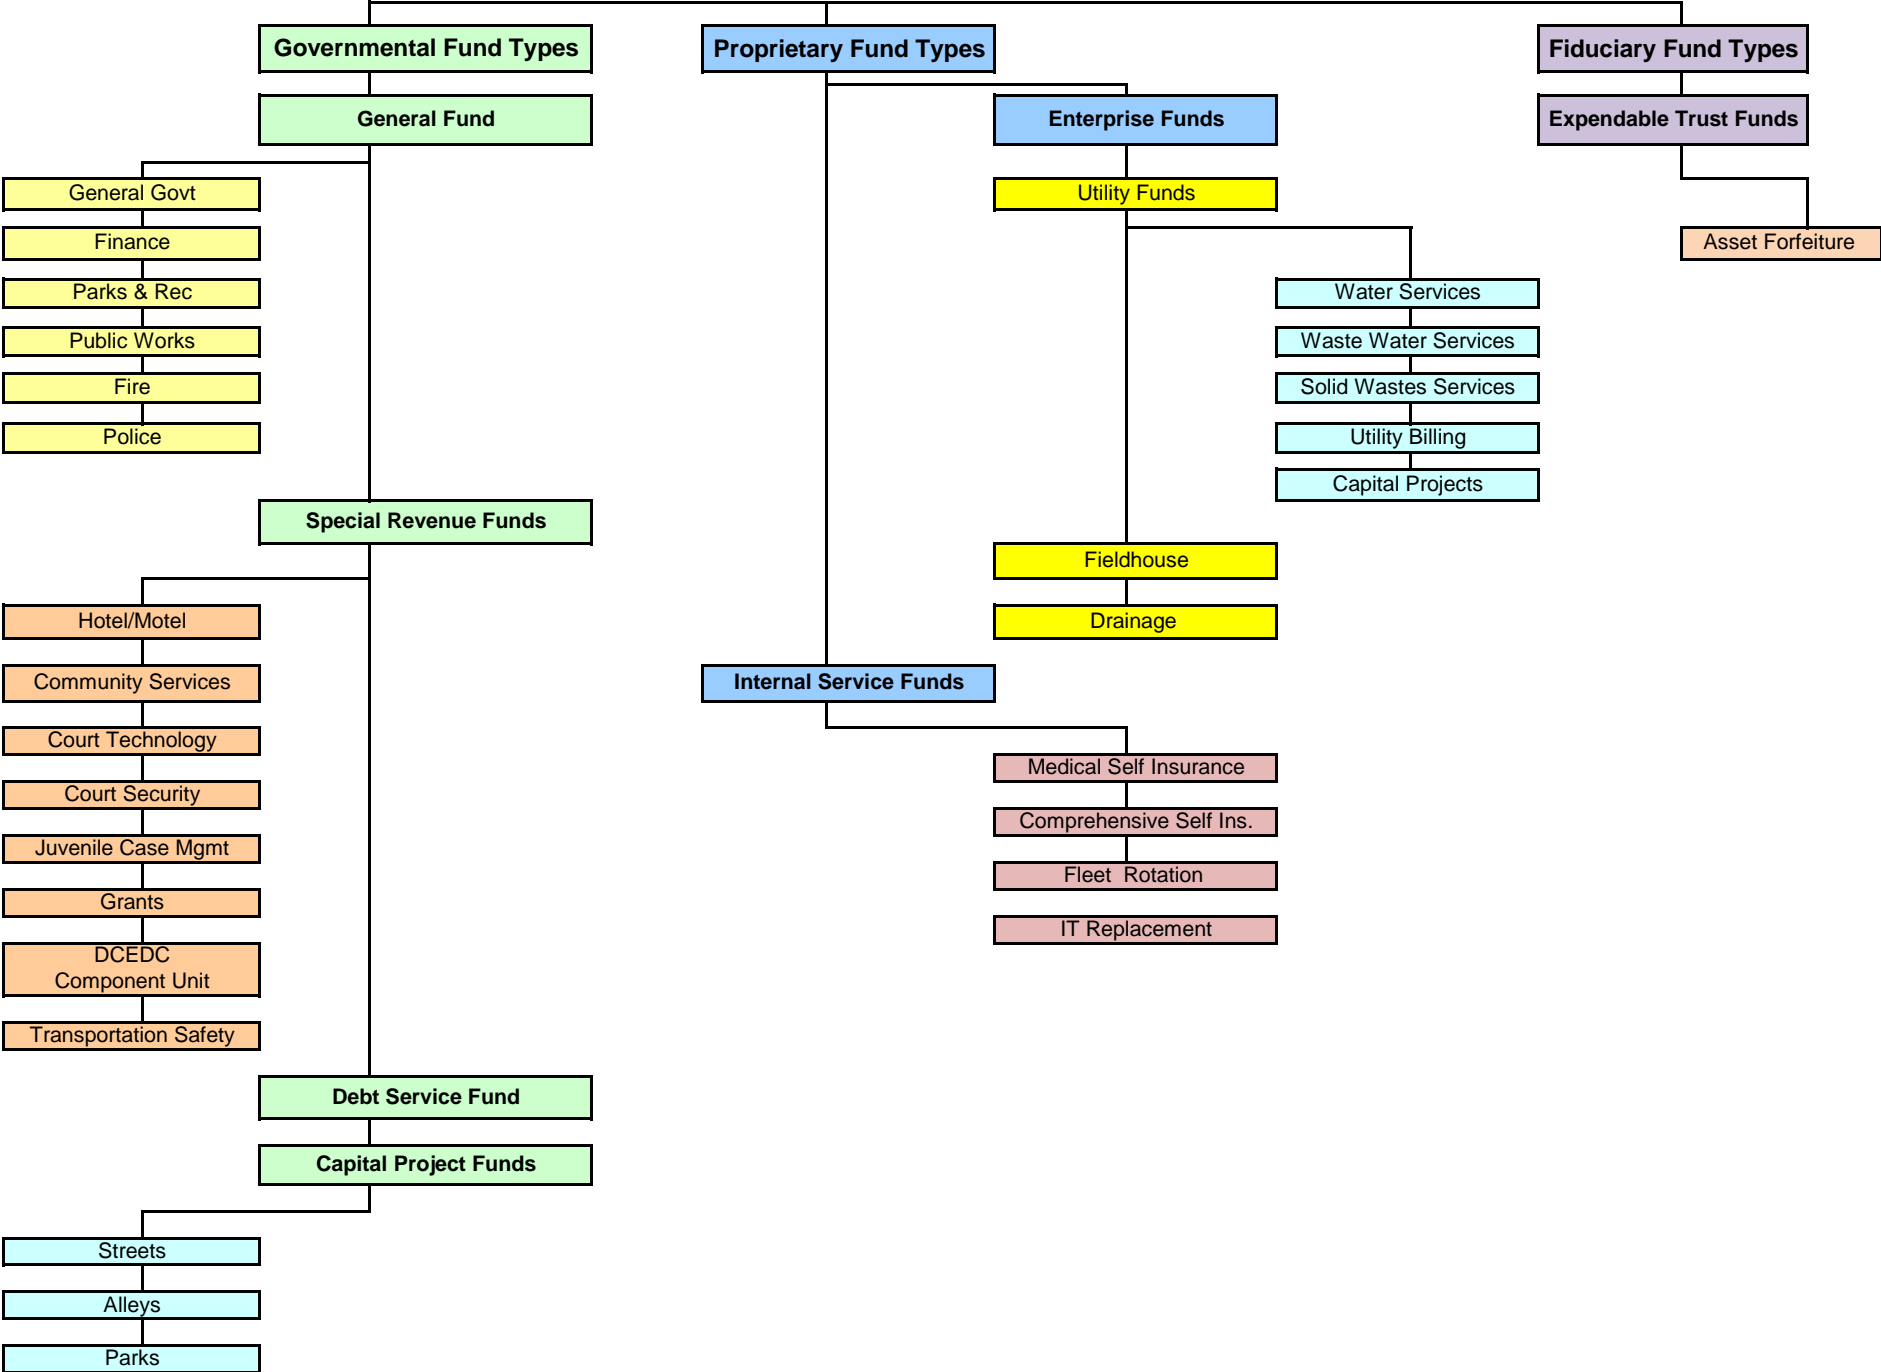 Governmental Fund Types
Proprietary Fund Types
Fiduciary Fund Types
General Fund
Enterprise Funds
Expendable Trust Funds
General Govt
Utility Funds
Finance
Asset Forfeiture
Parks & Rec
Water Services
Public Works
Waste Water Services
Fire
Solid Wastes Services
Police
Utility Billing
Capital Projects
Special Revenue Funds
Fieldhouse
Hotel/Motel
Drainage
Community Services
Internal Service Funds
Court Technology
Medical Self Insurance
Court Security
Comprehensive Self Ins.
Juvenile Case Mgmt
Fleet  Rotation
Grants
IT Replacement
DCEDC
Component Unit
Transportation Safety
Debt Service Fund
Capital Project Funds
Streets
Alleys
Parks